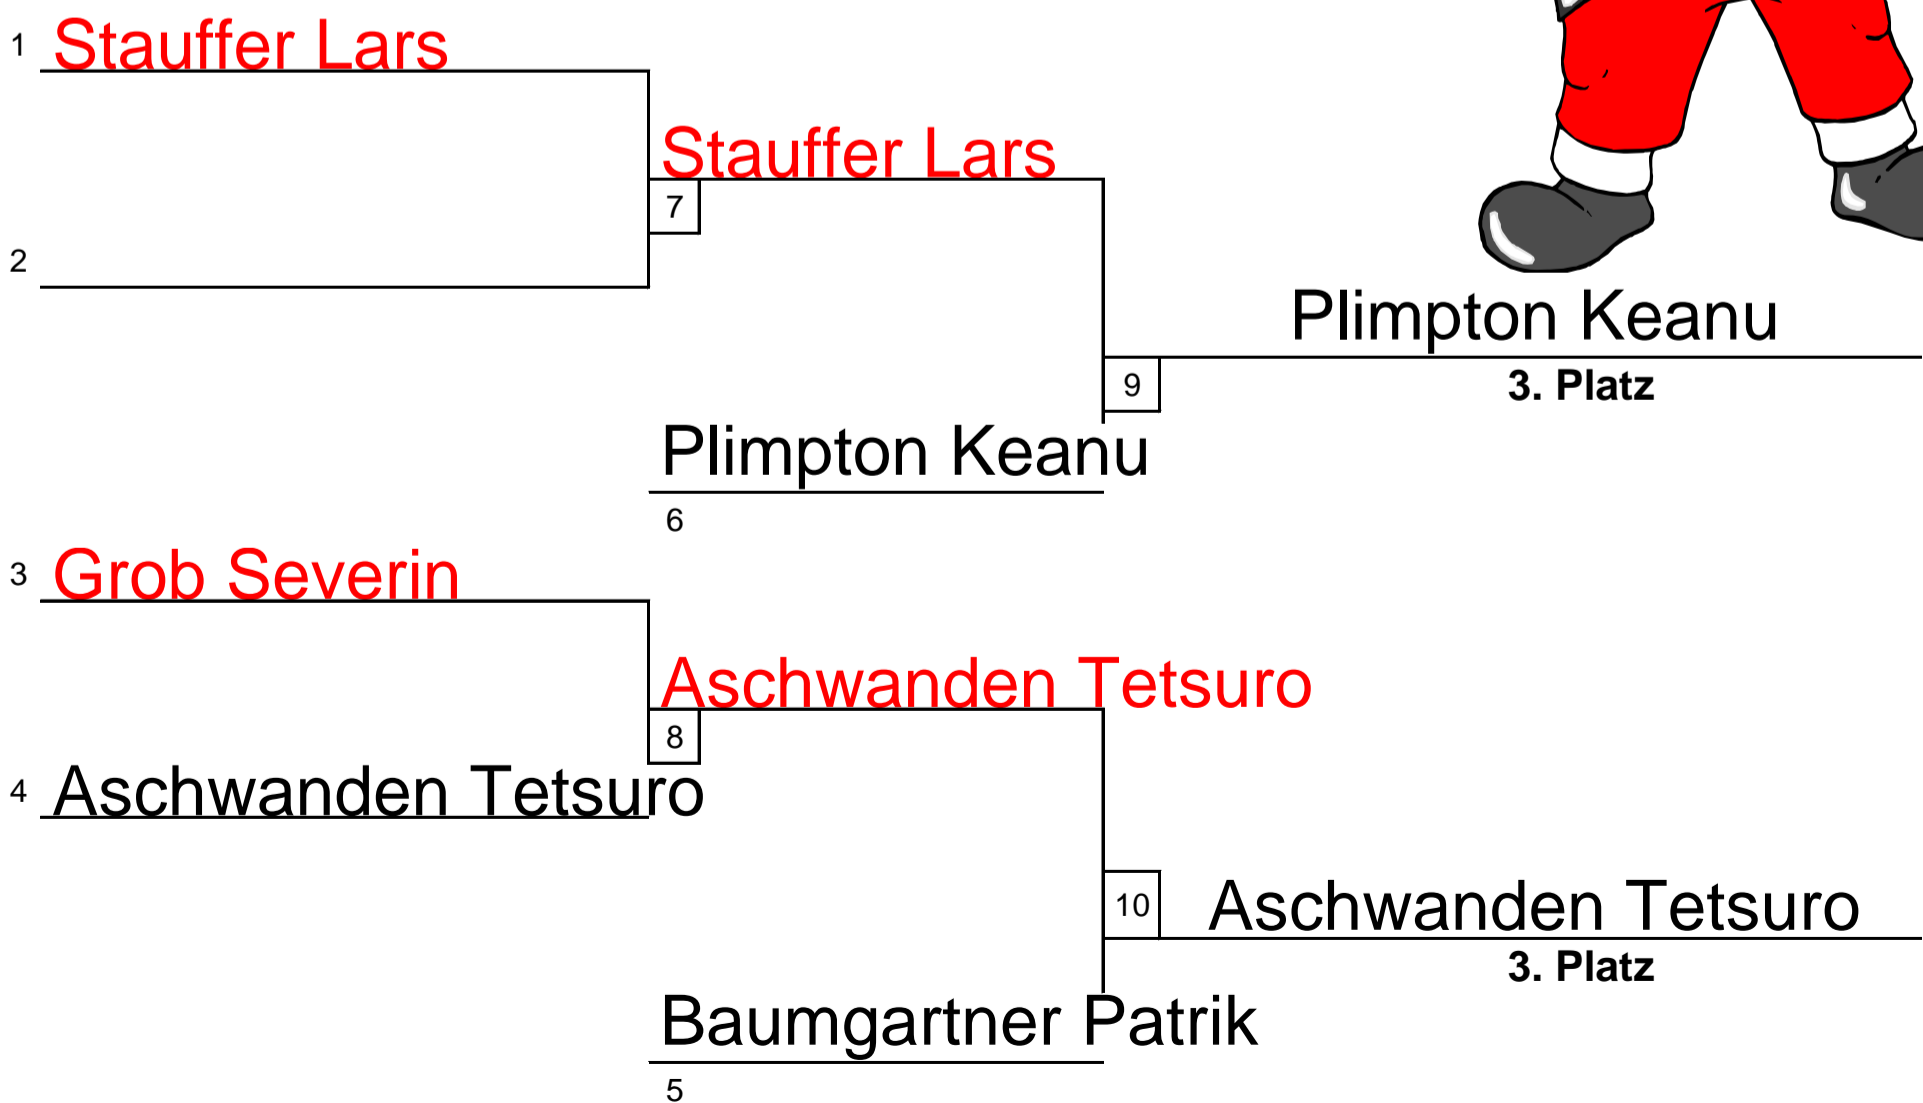 1 Stauffer Lars
Stauffer Lars
7
2
Plimpton Keanu
3. Platz
9
Plimpton Keanu
6
3 Grob Severin
Aschwanden Tetsuro
8
4 Aschwanden Tetsuro
10 Aschwanden Tetsuro
3. Platz
Baumgartner Patrik
5